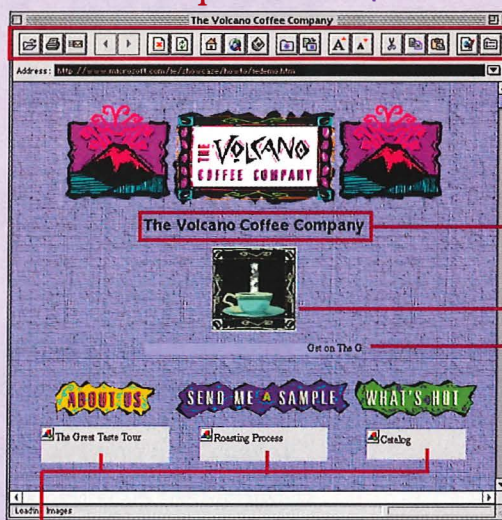 The Volcano Coffee Company
Address:
THE VOLCANO
COFFEE COMPANY
The Volcano Coffee Company
Get on The G
ABOUT US
SEND ME A SAMPLE
WHAT'S HOT
The Great Taste Tour
Roasting Process
Catalog
Loading Images